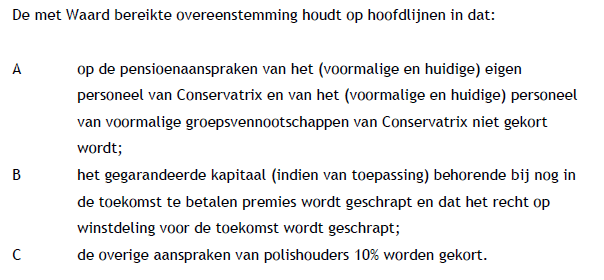 De met Waard bereikte overeenstemming houdt op hoofdlijnen in dat:
A op de pensioenaanspraken van het (voormalige en huidige) eigen
personeel van Conservatrix en van het (voormalige en huidige) personeel
van voormalige groepsvennootschappen van Conservatrix niet gekort
wordt;
B het gegarandeerde kapitaal (indien van toepassing) behorende bij nog in
de toekomst te betalen premies wordt geschrapt en dat het recht op
winstdeling voor de toekomst wordt geschrapt;
C de overige aanspraken van polishouders 10% worden gekort.